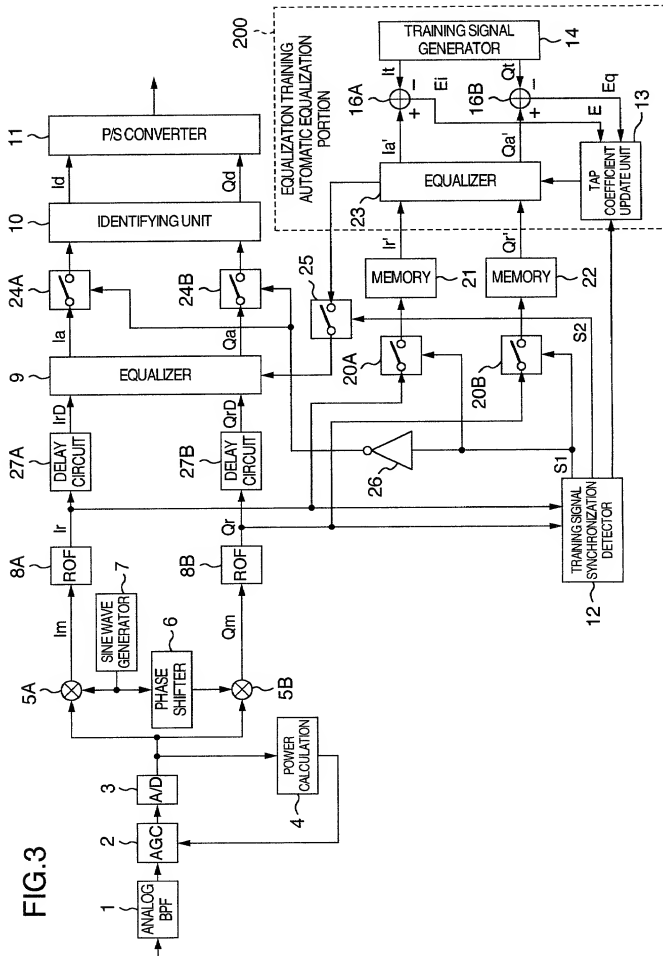 FIG.3
1
ANALOG
BPF
2
AGC
3
A/D
4
POWER
CALCULATION
5A
5B
SINE WAVE
GENERATOR
7
PHASE
SHIFTER
6
Im
Qm
8A
ROF
8B
ROF
Ir
Qr
27A
DELAY
CIRCUIT
27B
DELAY
CIRCUIT
IrD
QrD
9
EQUALIZER
Ia
Qa
24A
24B
10
IDENTIFYING UNIT
Id
Qd
11
P/S CONVERTER
25
26
20A
20B
S1
S2
TRAINING SIGNAL
SYNCHRONIZATION
DETECTOR
12
MEMORY
21
MEMORY
22
Ir'
Qr'
200
EQUALIZATION TRAINING
AUTOMATIC EQUALIZATION
PORTION
EQUALIZER
23
Ia'
Qa'
+
−
16A
+
−
16B
It
Qt
TRAINING SIGNAL
GENERATOR
14
Ei
Eq
E
13
TAP
COEFFICIENT
UPDATE UNIT